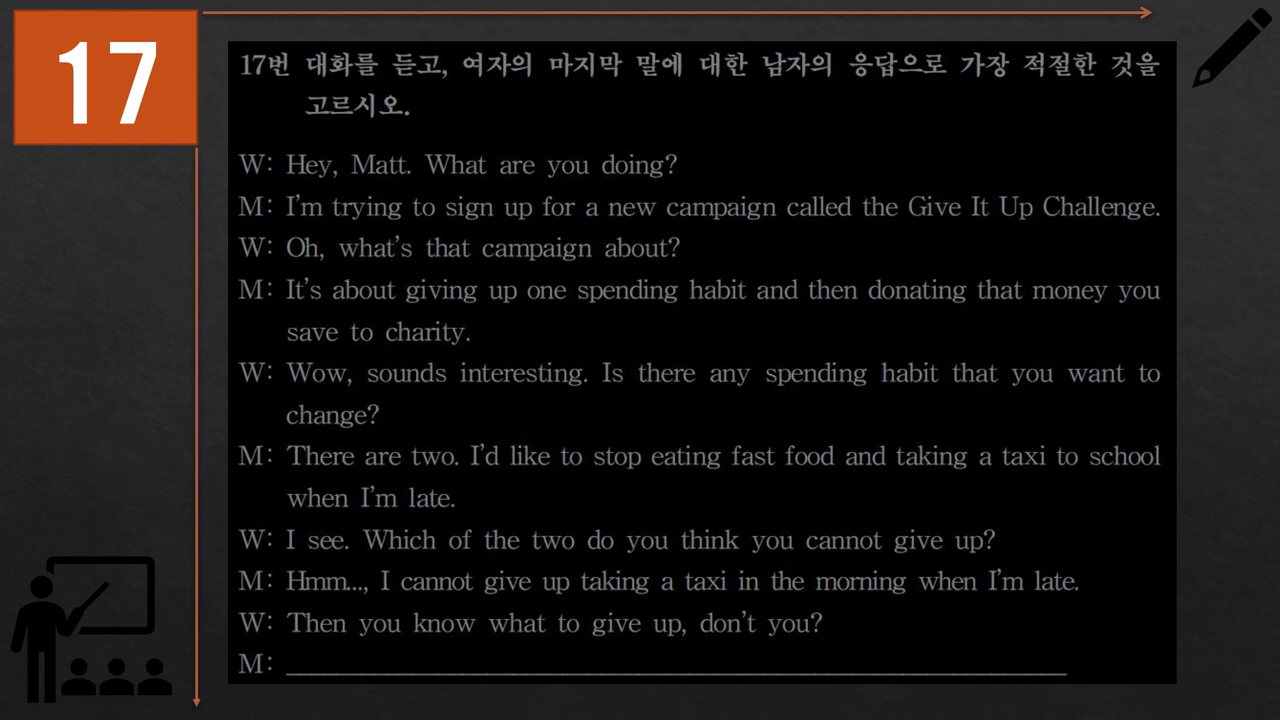 17
17번 대화를 듣고, 여자의 마지막 말에 대한 남자의 응답으로 가장 적절한 것을
고르시오.
W: Hey, Matt. What are you doing?
M: I'm trying to sign up for a new campaign called the Give It Up Challenge.
W: Oh, what's that campaign about?
M: It's about giving up one spending habit and then donating that money you
save to charity.
W: Wow, sounds interesting. Is there any spending habit that you want to
change?
M: There are two. I'd like to stop eating fast food and taking a taxi to school
when I'm late.
W: I see. Which of the two do you think you cannot give up?
M: Hmm..., I cannot give up taking a taxi in the morning when I'm late.
W: Then you know what to give up, don't you?
M: ____________________